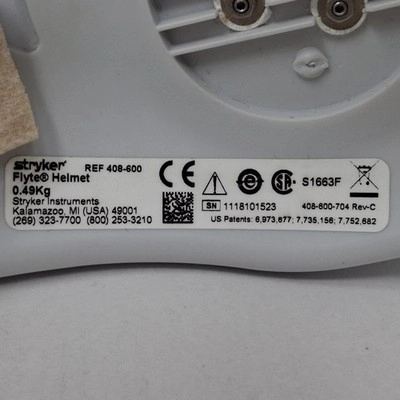 stryker® REF 408-600
Flyte® Helmet
0.49Kg
Stryker Instruments
Kalamazoo, MI (USA) 49001
(269) 323-7700 (800) 253-3210
CE
S1663F
SN 1118101523
408-600-704 Rev-C
US Patents: 6,973,677; 7,735,156; 7,752,682